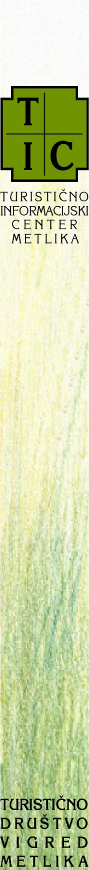 T
I C
TURISTIČNO
INFORMACIJSKI
CENTER
METLIKA
TURISTIČNO
DRUŠTVO
VIGRED
METLIKA